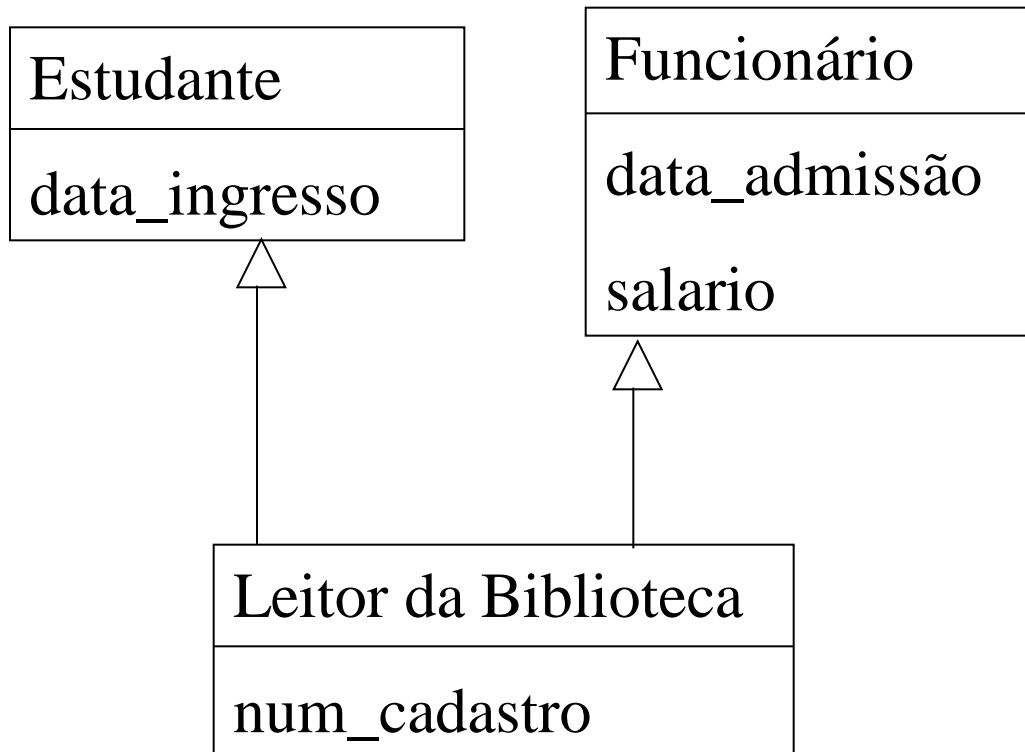 Estudante
data_ingresso
Funcionário
data_admissão
salario
Leitor da Biblioteca
num_cadastro